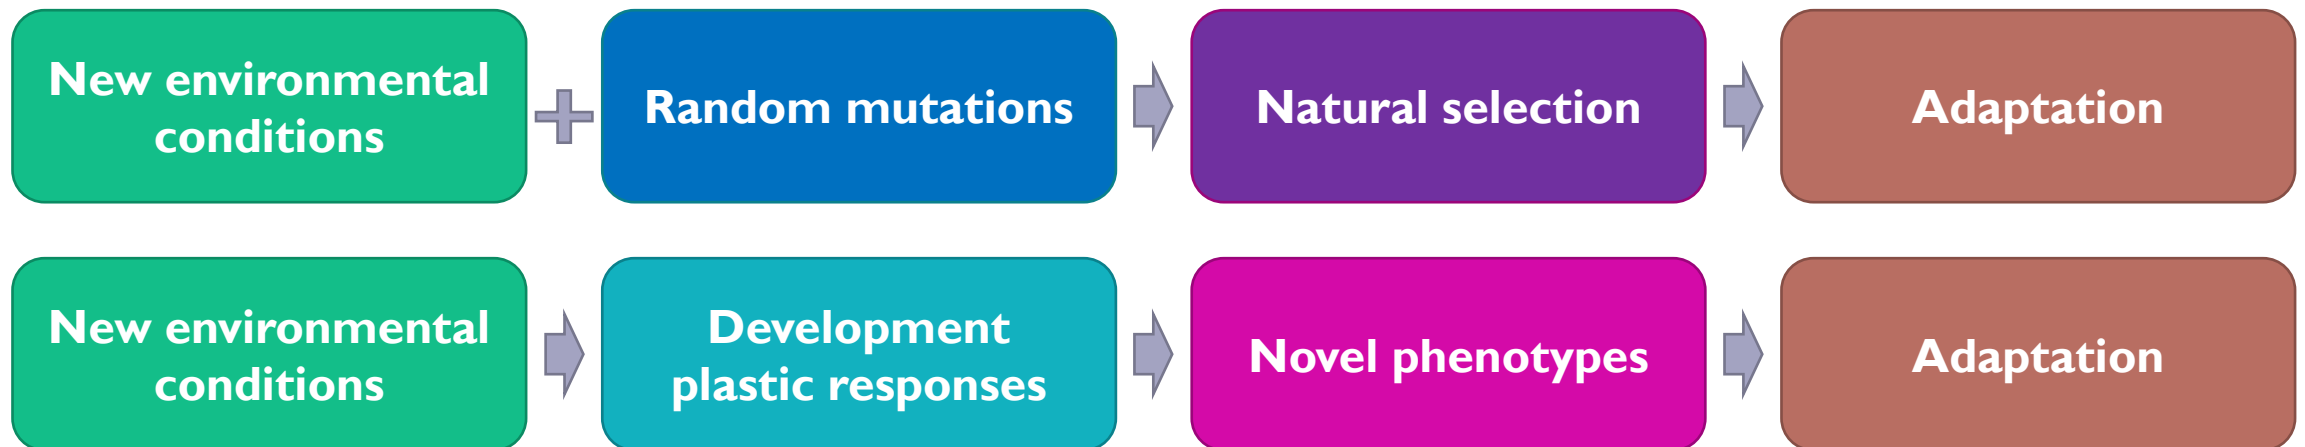 New environmental
conditions
Random mutations
Natural selection
Adaptation
New environmental
conditions
Development
plastic responses
Novel phenotypes
Adaptation